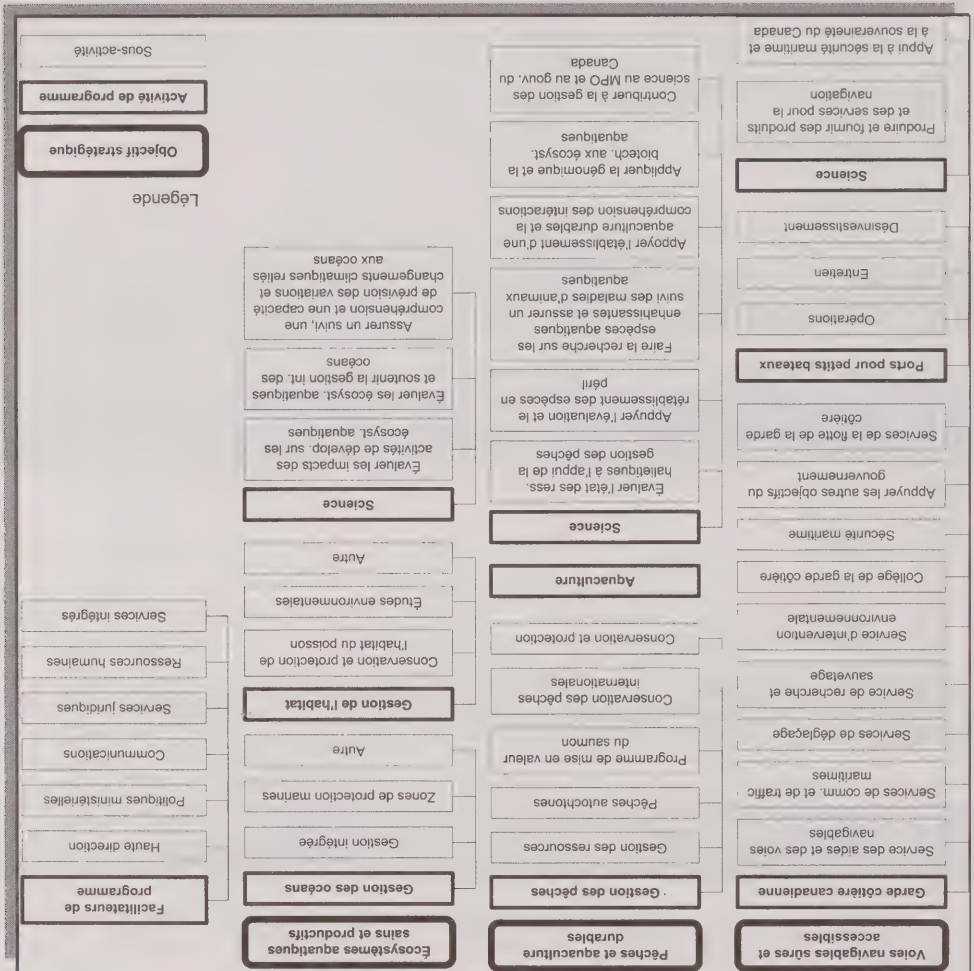 Voies navigables sûres et
accessibles
Garde côtière canadienne
Service des aides et des voies
navigables
Services de comm. et de traffic
maritimes
Services de déglaçage
Service de recherche et
sauvetage
Service d'intervention
environnementale
Collège de la garde côtière
Sécurité maritime
Appuyer les autres objectifs du
gouvernement
Services de la flotte de la garde
côtière
Ports pour petits bateaux
Opérations
Entretien
Désinvestissement
Science
Produire et fournir des produits
et des services pour la
navigation
Appui à la sécurité maritime et
à la souveraineté du Canada
Pêches et aquaculture
durables
Gestion des pêches
Gestion des ressources
Pêches autochtones
Programme de mise en valeur
du saumon
Conservation des pêches
internationales
Conservation et protection
Aquaculture
Science
Évaluer l'état des ress.
halieutiques à l'appui de la
gestion des pêches
Appuyer l'évaluation et le
rétablissement des espèces en
péril
Faire la recherche sur les
espèces aquatiques
enhahissantes et assurer un
suivi des maladies d'animaux
aquatiques
Appuyer l'établissement d'une
aquaculture durables et la
compréhension des interactions
Appliquer la génomique et la
biotech. aux écosyst.
aquatiques
Contribuer à la gestion des
science au MPO et au gouv. du
Canada
Écosystèmes aquatiques
sains et productifs
Gestion des océans
Gestion intégrée
Zones de protection marines
Autre
Gestion de l'habitat
Conservation et protection de
l'habitat du poisson
Études environmentales
Autre
Science
Évaluer les impacts des
activités de dévelop. sur les
écosyst. aquatiques
Évaluer les écosyst. aquatiques
et soutenir la gestion int. des
océans
Assurer un suivi, une
compréhension et une capacité
de prévision des variations et
changements climatiques reliés
aux océans
Facilitateurs de
programme
Haute direction
Politiques ministérielles
Communications
Services juridiques
Ressources humaines
Services intégrés
Légende
Objectif stratégique
Activité de programme
Sous-activité